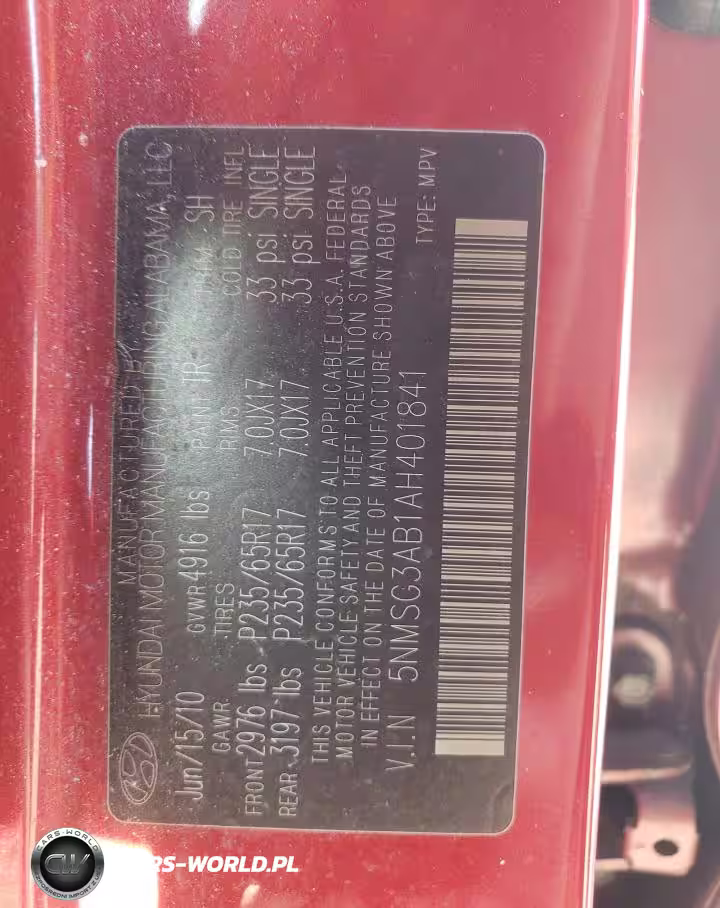 MANUFACTURED BY
HYUNDAI MOTOR MANUFACTURING ALABAMA, LLC
Jun/15/10 GVWR 4916 lbs PAINT TR TRIM SH
GAWR TIRES RIMS COLD TIRE INFL
FRONT 2976 lbs P235/65R17 7.0JX17 33 psi SINGLE
REAR 3197 lbs P235/65R17 7.0JX17 33 psi SINGLE
THIS VEHICLE CONFORMS TO ALL APPLICABLE U.S.A. FEDERAL
MOTOR VEHICLE SAFETY AND THEFT PREVENTION STANDARDS
IN EFFECT ON THE DATE OF MANUFACTURE SHOWN ABOVE
V.I.N 5NMSG3AB1AH401841 TYPE: MPV
CARS-WORLD
CW
RS-WORLD.PL